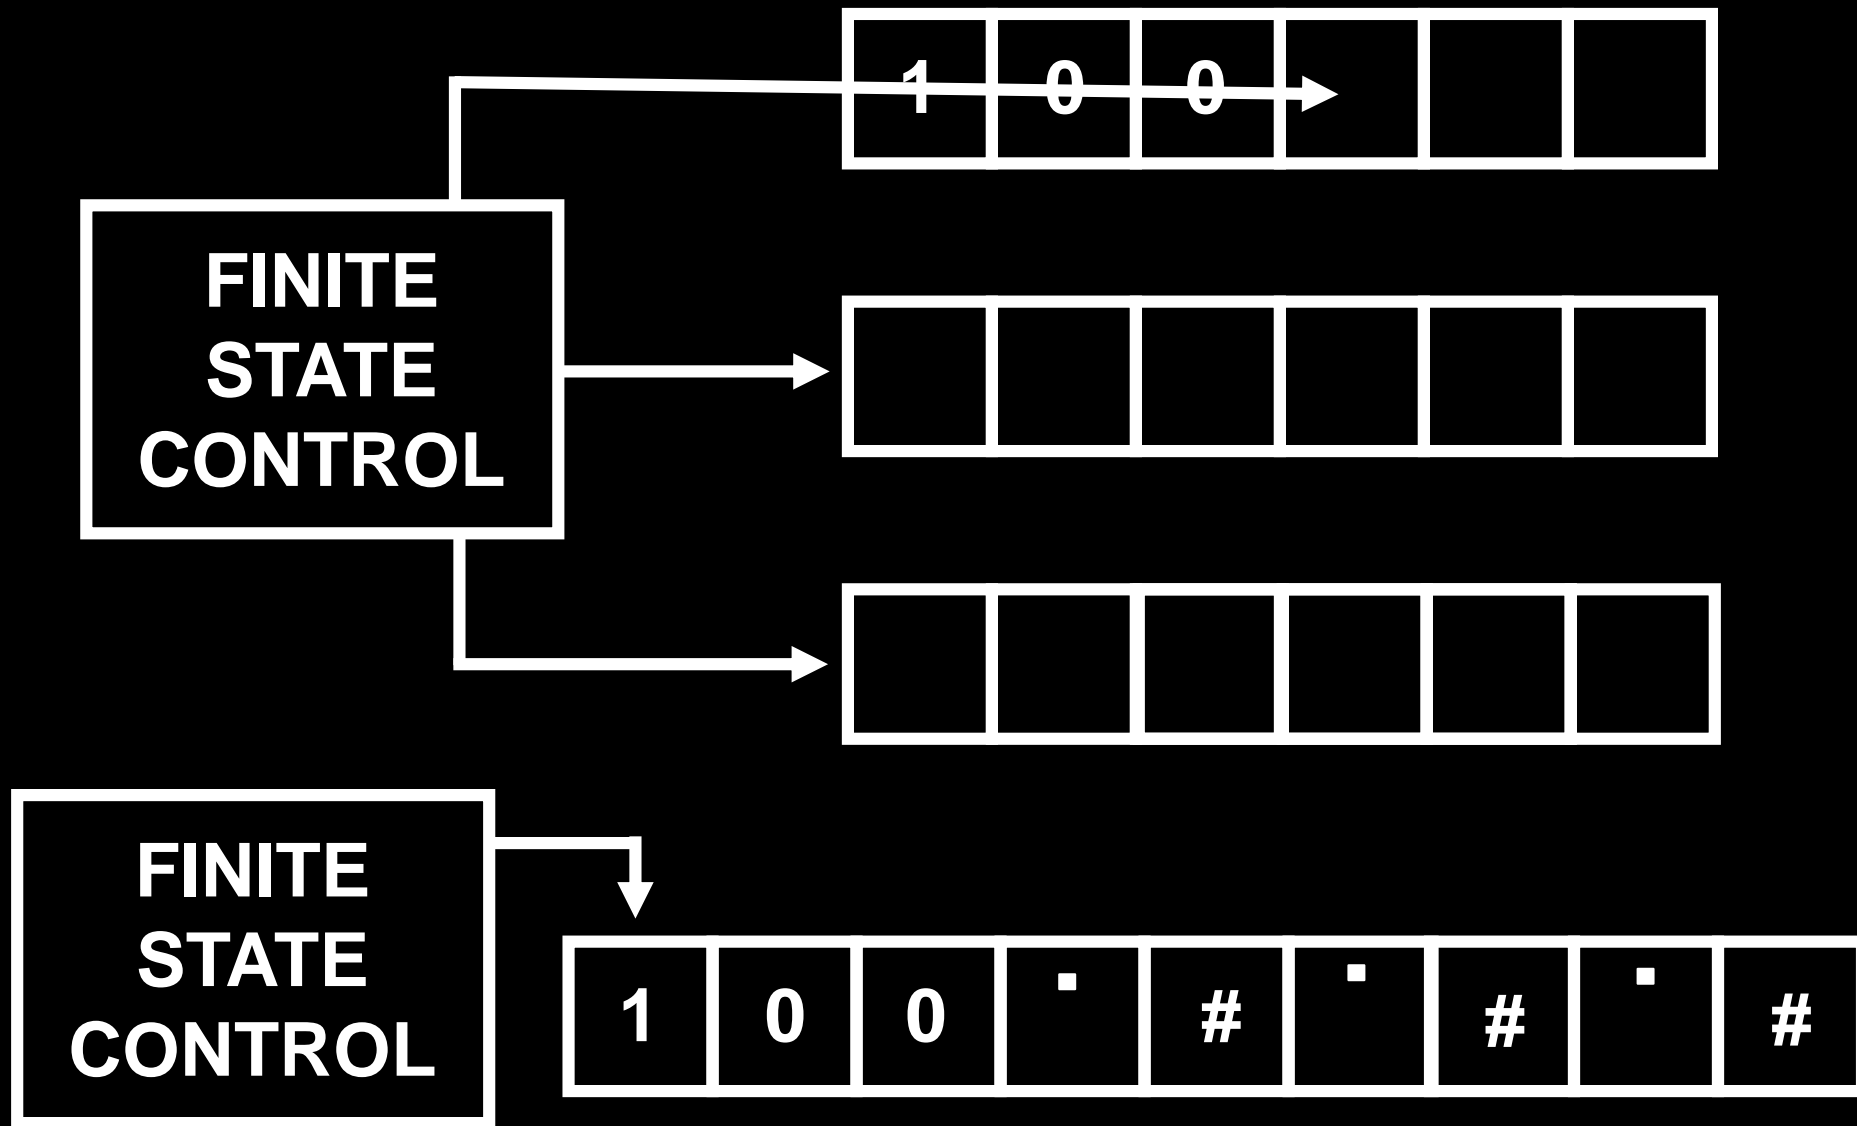 1 0 0
FINITE
STATE
CONTROL
FINITE
STATE
CONTROL
1 0 0 . # . # . #